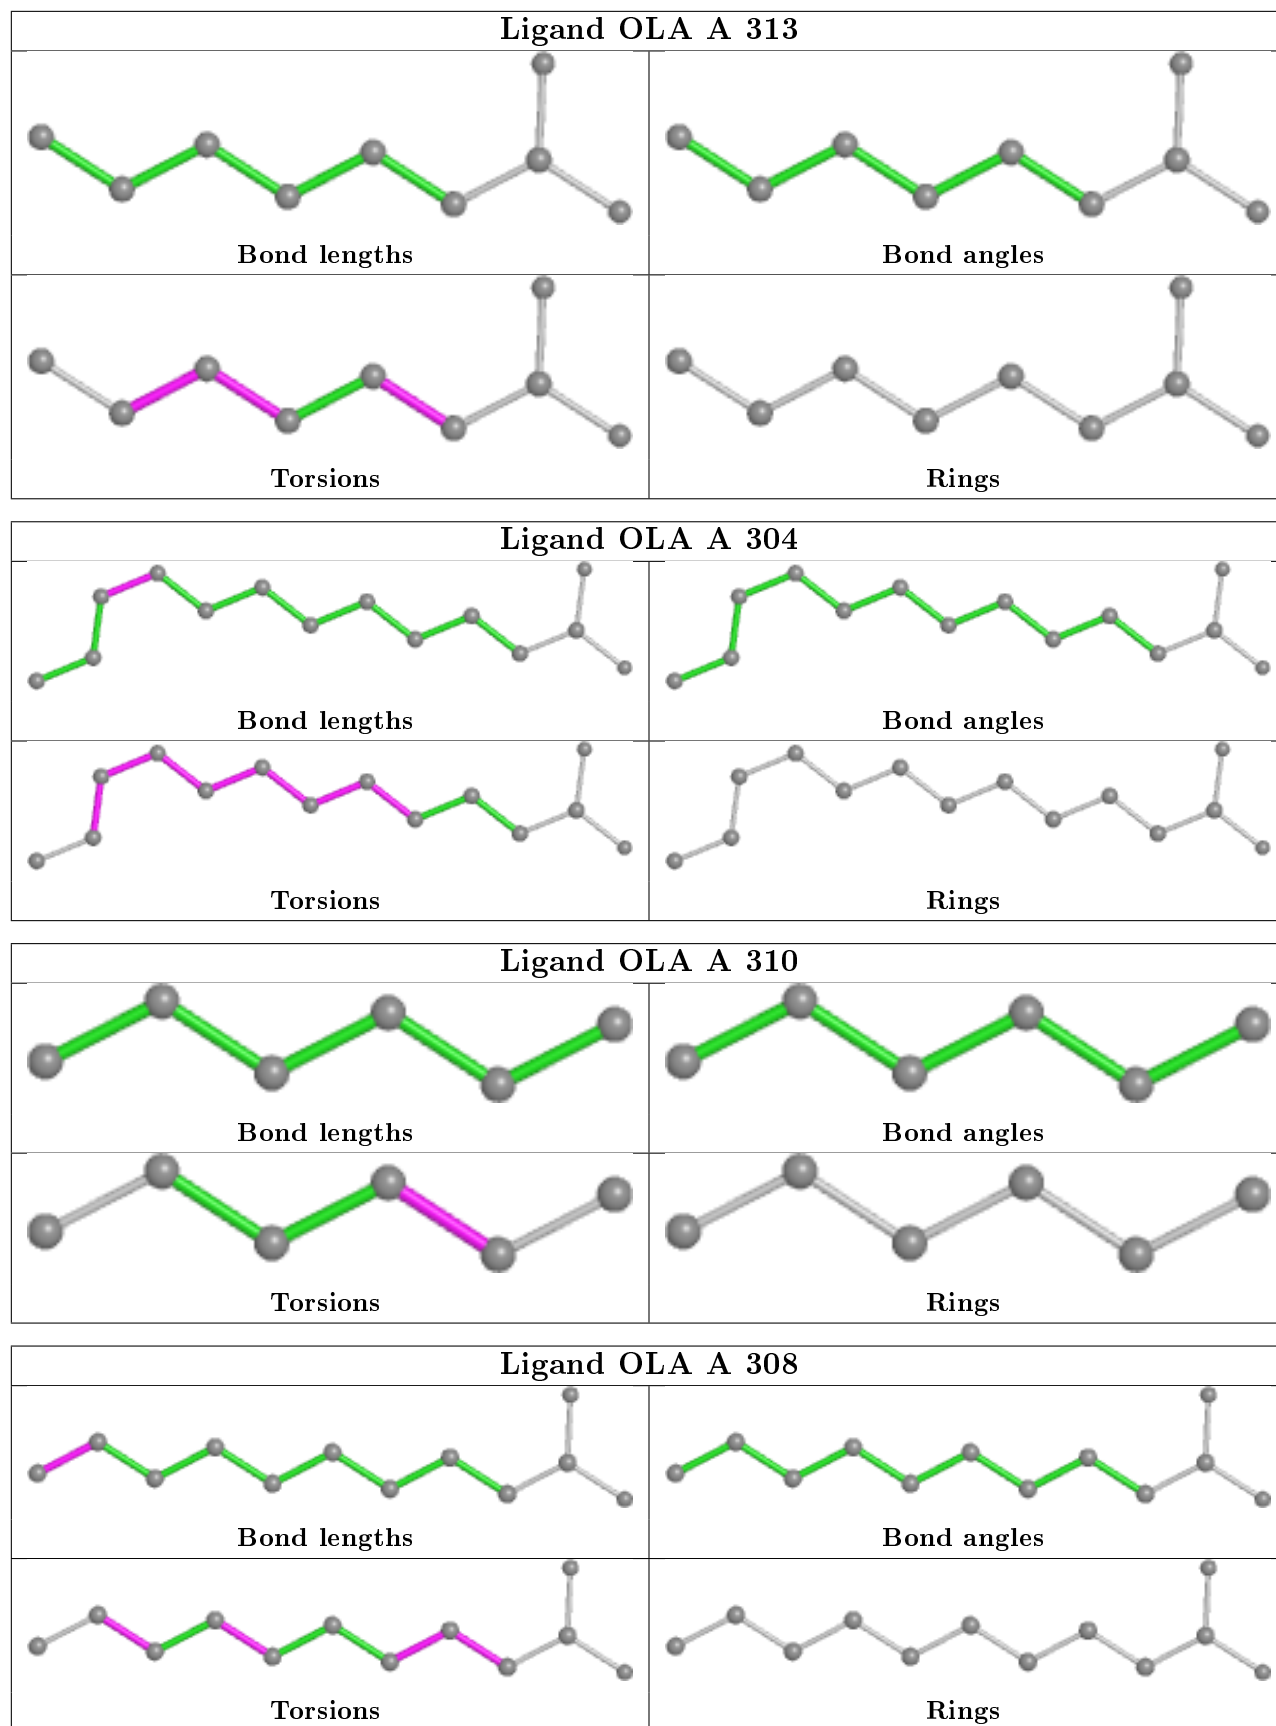 Ligand OLA A 313
Bond lengths
Bond angles
Torsions
Rings
Ligand OLA A 304
Bond lengths
Bond angles
Torsions
Rings
Ligand OLA A 310
Bond lengths
Bond angles
Torsions
Rings
Ligand OLA A 308
Bond lengths
Bond angles
Torsions
Rings